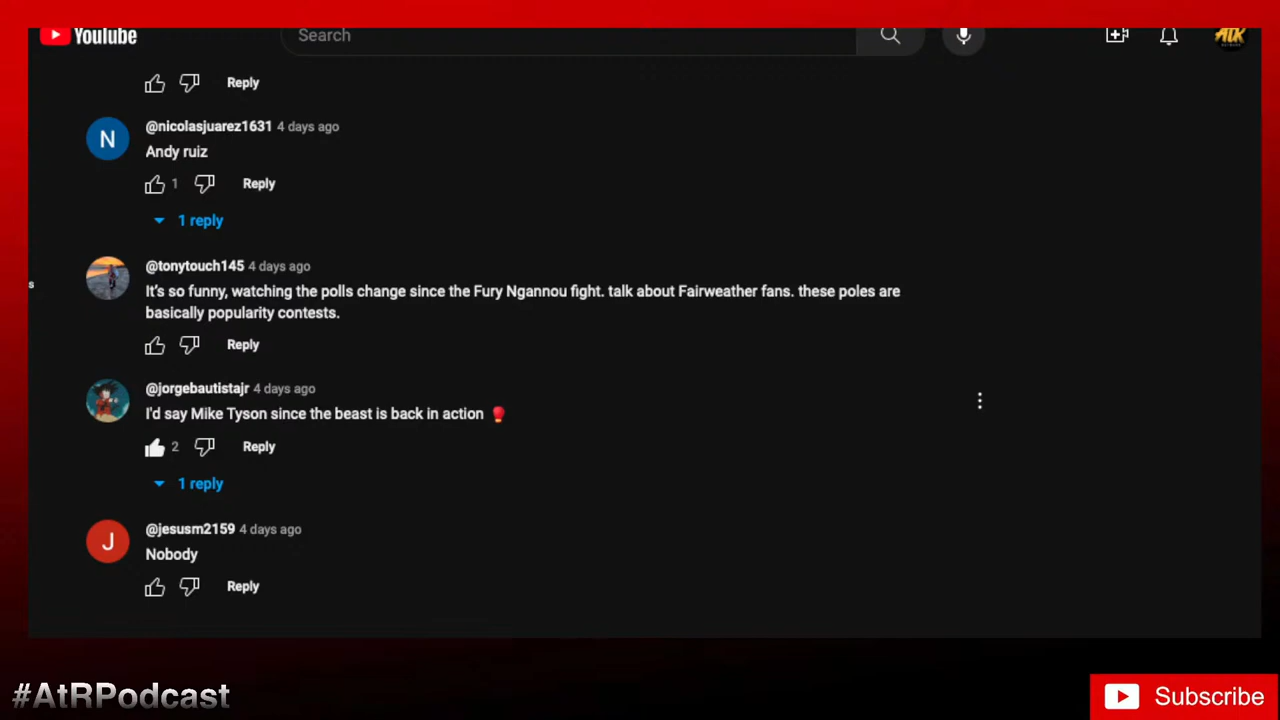 YouTube
Search
ATK
Reply
N
@nicolasjuarez1631 4 days ago
Andy ruiz
1
Reply
1 reply
@tonytouch145 4 days ago
It's so funny, watching the polls change since the Fury Ngannou fight. talk about Fairweather fans. these poles are
basically popularity contests.
s
Reply
@jorgebautistajr 4 days ago
I'd say Mike Tyson since the beast is back in action
2
Reply
1 reply
J
@jesusm2159 4 days ago
Nobody
Reply
#AtRPodcast
Subscribe